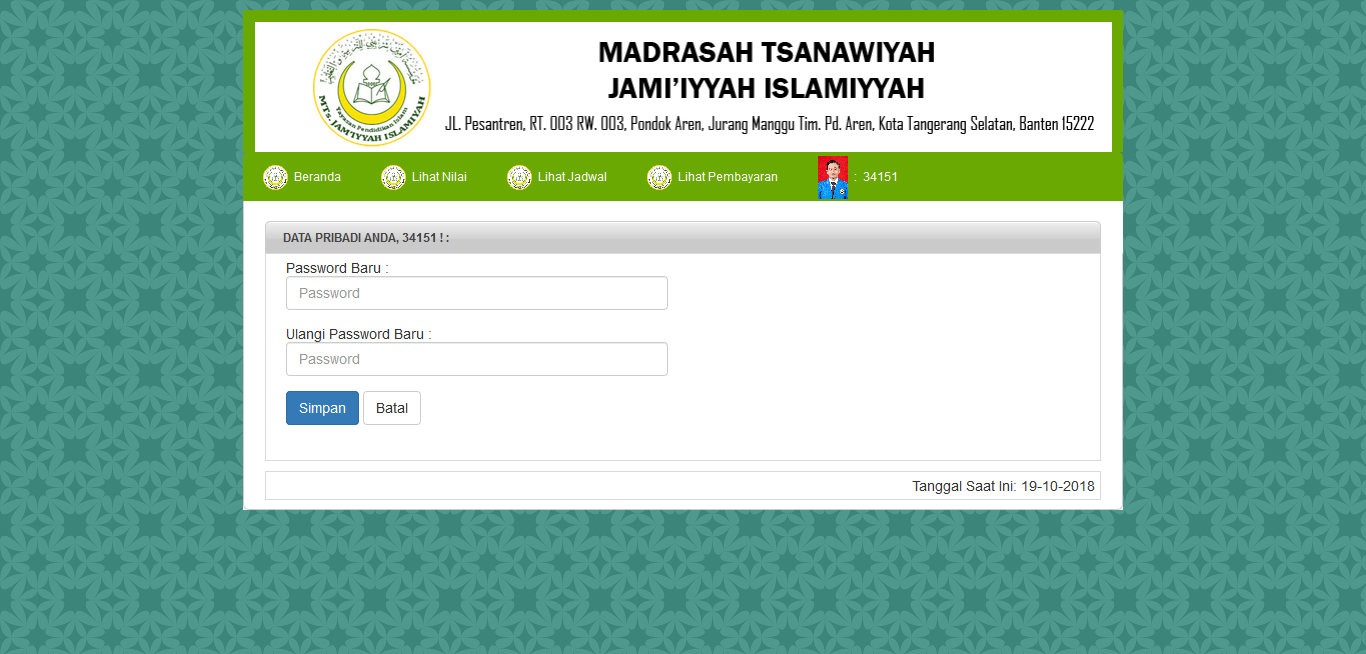 MADRASAH TSANAWIYAH
JAMI'IYYAH ISLAMIYYAH
JL. Pesantren, RT. 003 RW. 003, Pondok Aren, Jurang Manggu Tim. Pd. Aren, Kota Tangerang Selatan, Banten 15222
Yayasan Pendidikan Islam
MTs. JAM'IYYAH ISLAMIYAH
Beranda Lihat Nilai Lihat Jadwal Lihat Pembayaran : 34151
DATA PRIBADI ANDA, 34151 ! :
Password Baru :
Password
Ulangi Password Baru :
Password
Simpan Batal
Tanggal Saat Ini: 19-10-2018